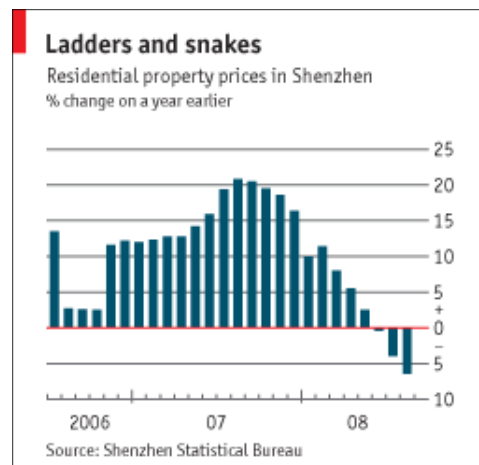 Ladders and snakes
Residential property prices in Shenzhen
% change on a year earlier
25
20
15
10
5
+
0
–
5
10
2006 07 08
Source: Shenzhen Statistical Bureau